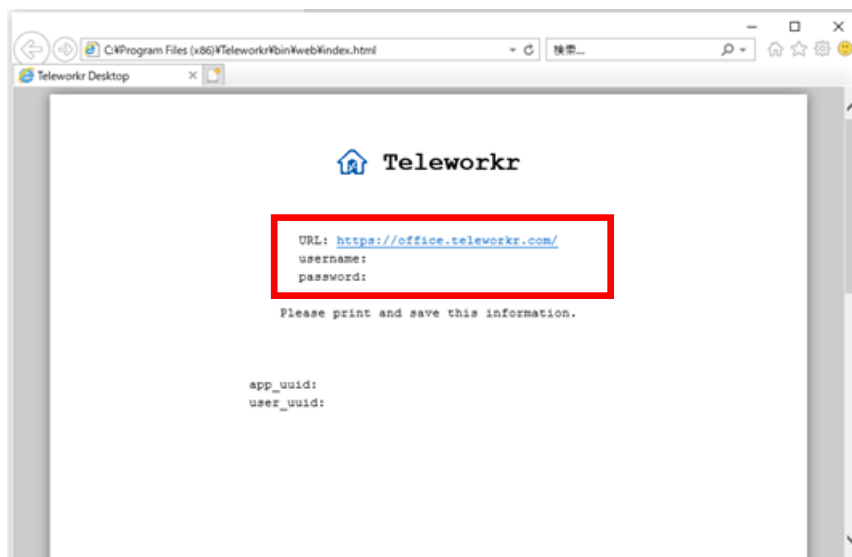 C:¥Program Files (x86)¥Teleworkr¥bin¥web¥index.html
検索...
Teleworkr Desktop
Teleworkr
URL: https://office.teleworkr.com/
username:
password:
Please print and save this information.
app_uuid:
user_uuid: